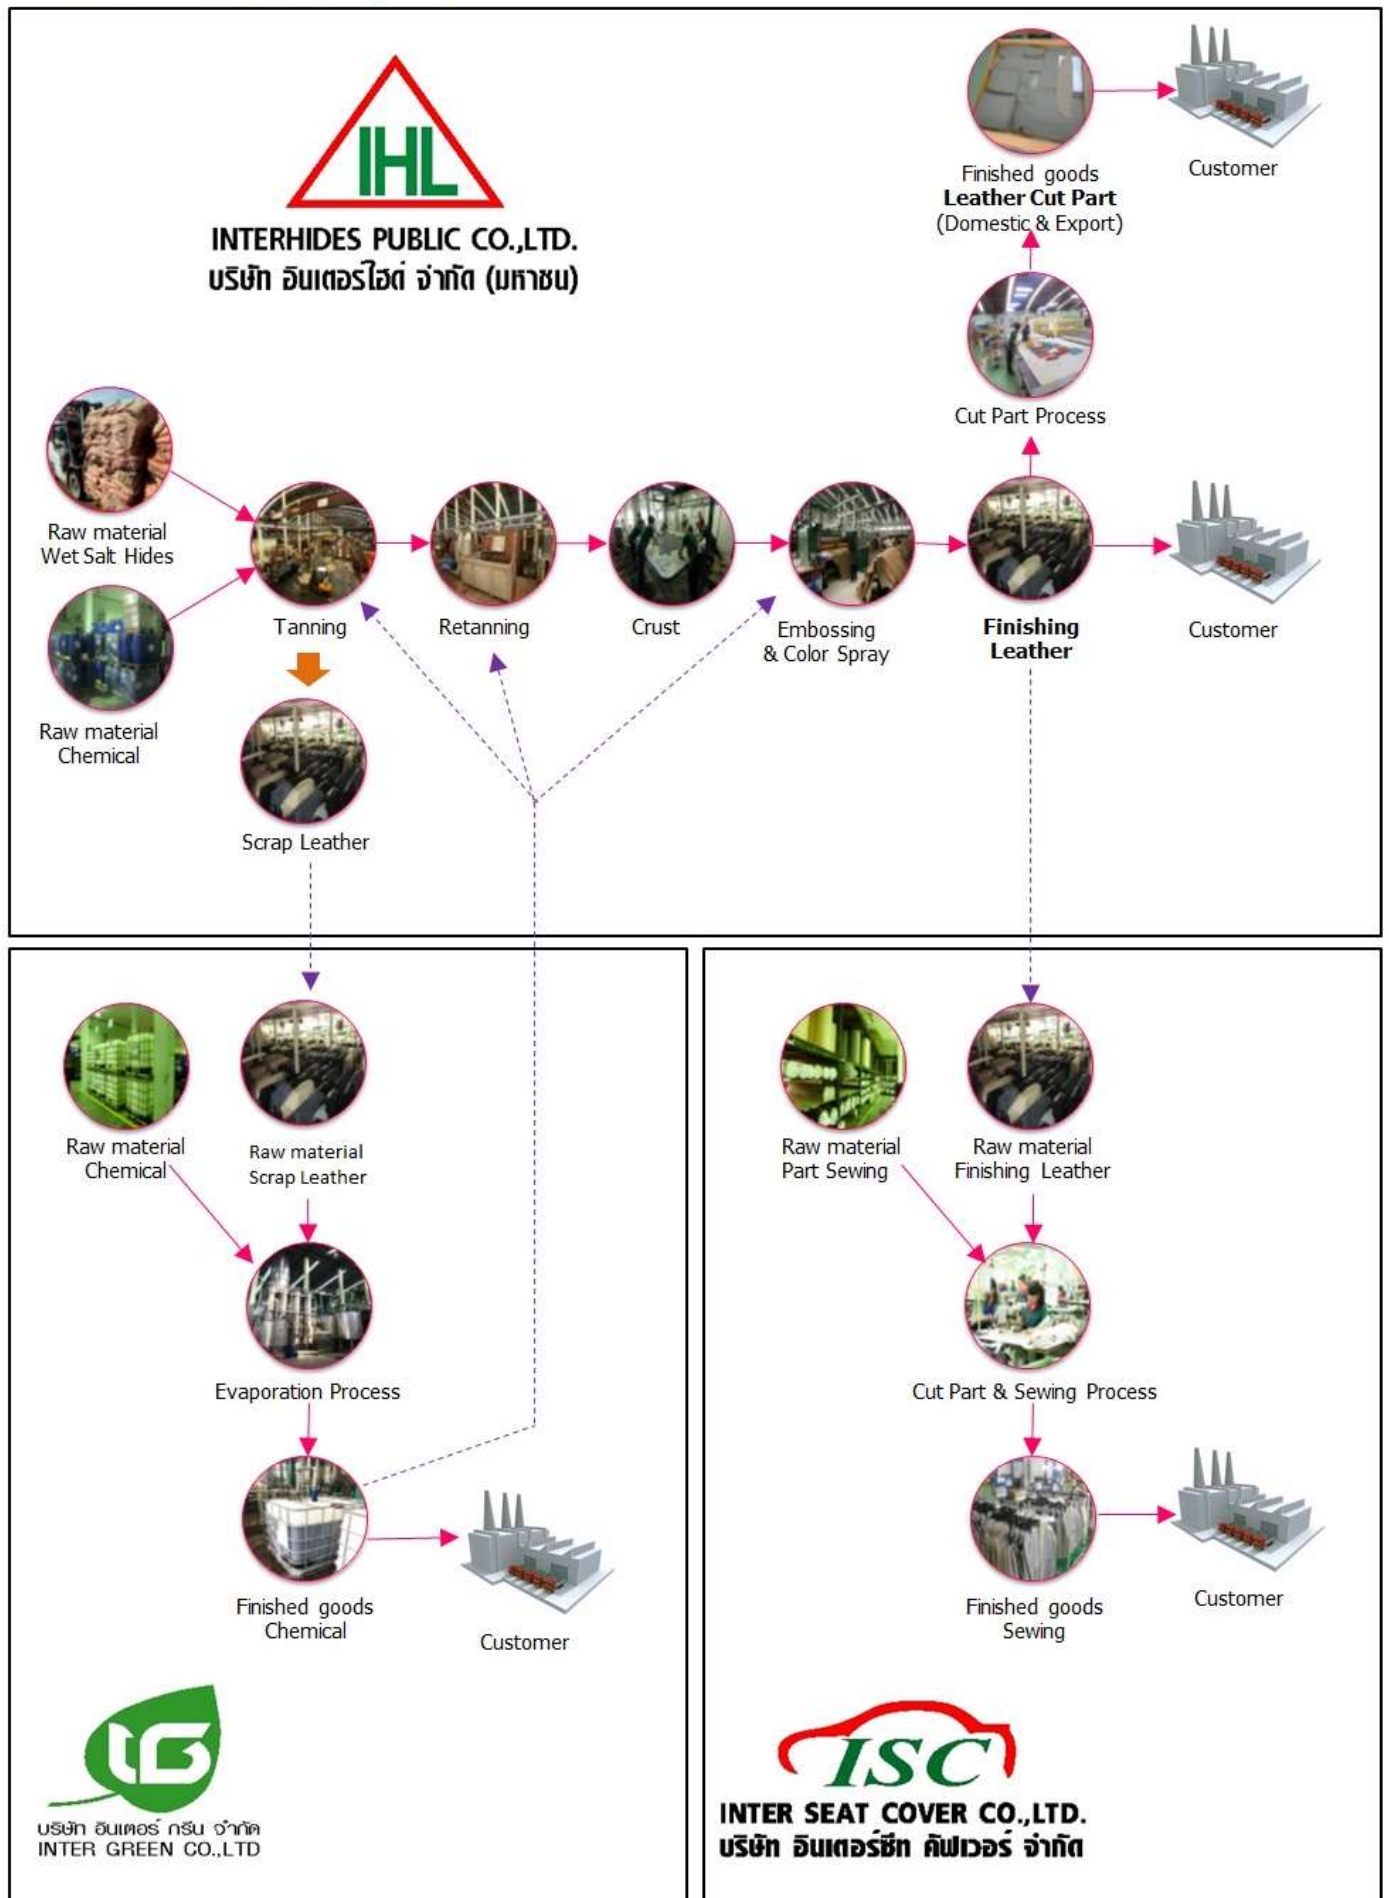 IHL
INTERHIDES PUBLIC CO.,LTD.
บริษัท อินเตอร์ไฮด์ จำกัด (มหาชน)
Finished goods
Leather Cut Part
(Domestic & Export)
Customer
Cut Part Process
Raw material
Wet Salt Hides
Raw material
Chemical
Tanning
Retanning
Crust
Embossing
& Color Spray
Finishing
Leather
Customer
Scrap Leather
Raw material
Chemical
Raw material
Scrap Leather
Evaporation Process
Finished goods
Chemical
Customer
IG
บริษัท อินเตอร์ กรีน จำกัด
INTER GREEN CO.,LTD
Raw material
Part Sewing
Raw material
Finishing Leather
Cut Part & Sewing Process
Finished goods
Sewing
Customer
ISC
INTER SEAT COVER CO.,LTD.
บริษัท อินเตอร์ซีท คัฟเวอร์ จำกัด